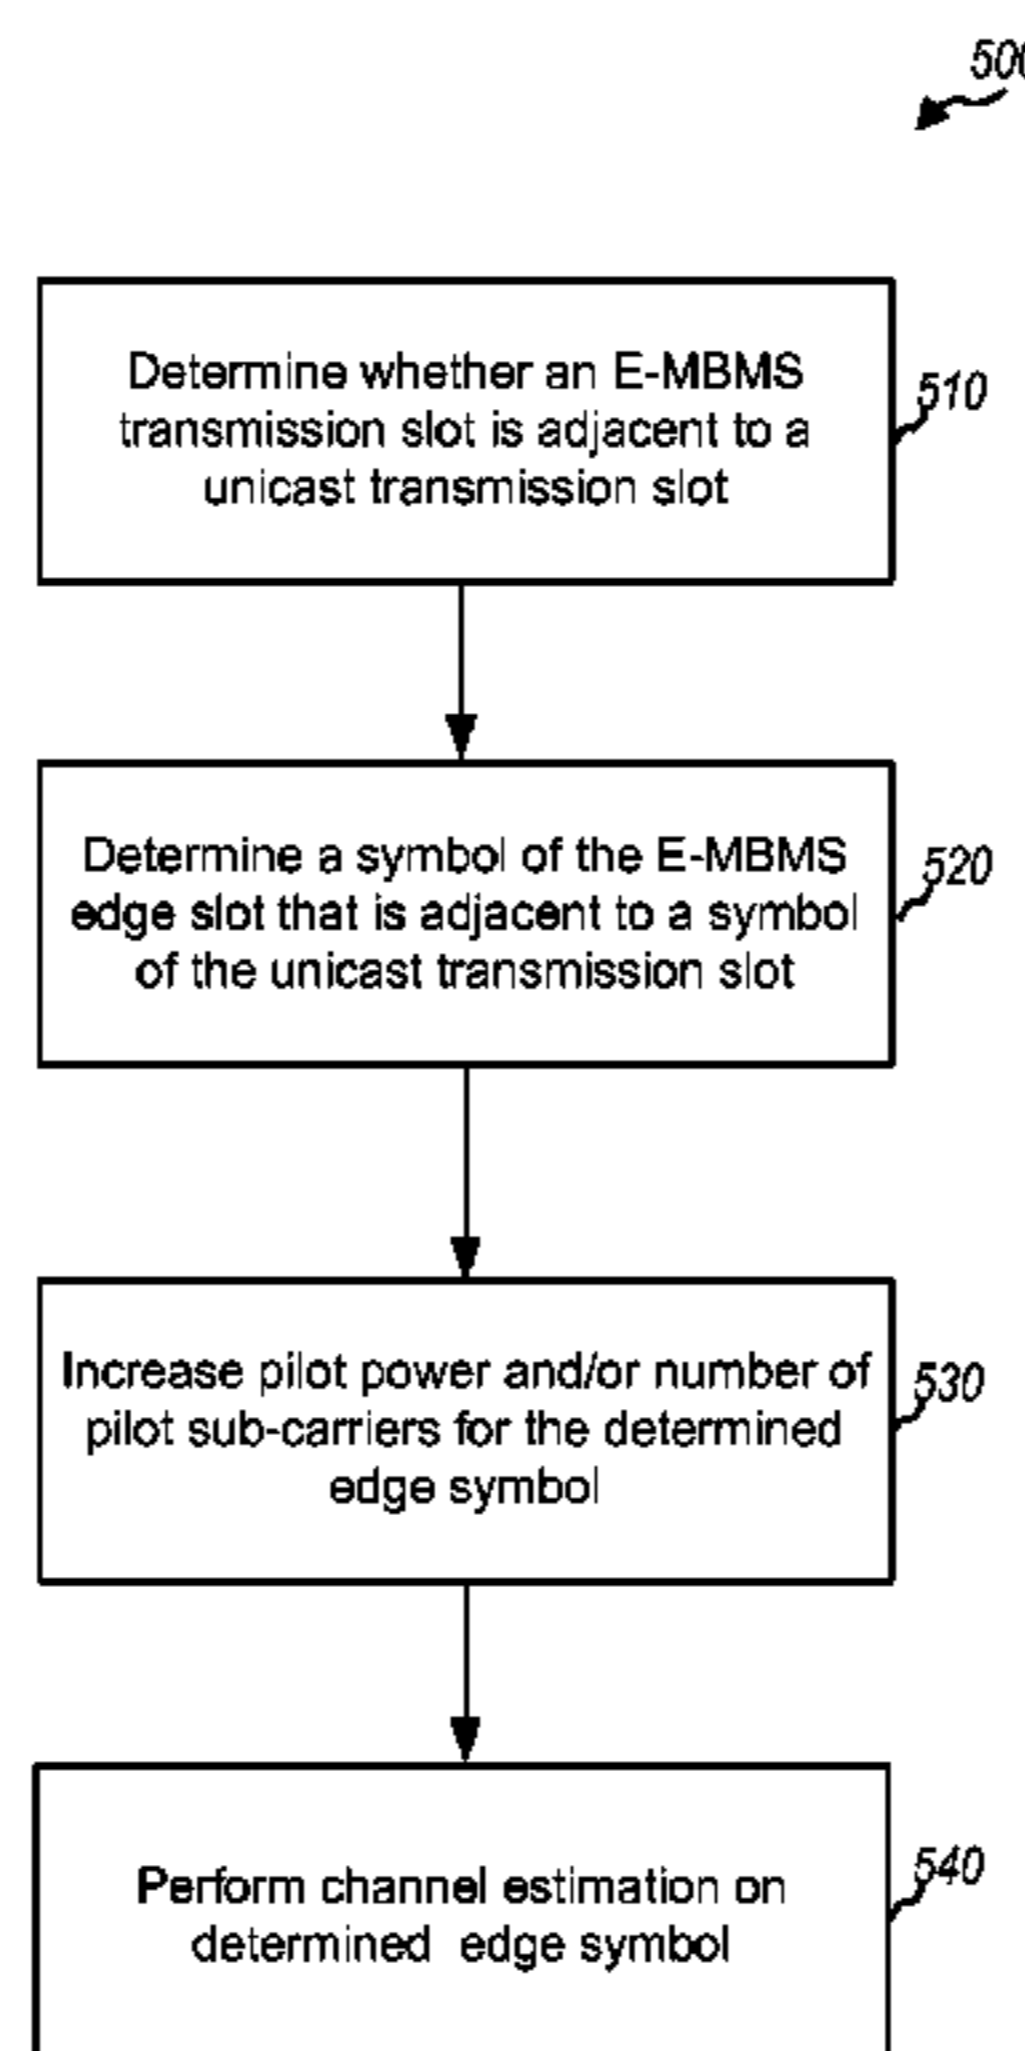 500
Determine whether an E-MBMS
transmission slot is adjacent to a
unicast transmission slot
510
Determine a symbol of the E-MBMS
edge slot that is adjacent to a symbol
of the unicast transmission slot
520
Increase pilot power and/or number of
pilot sub-carriers for the determined
edge symbol
530
Perform channel estimation on
determined edge symbol
540